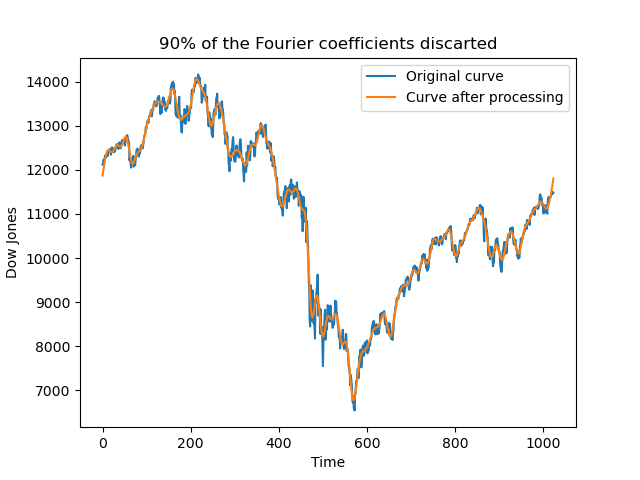 90% of the Fourier coefficients discarted
Original curve
Curve after processing
14000
13000
12000
11000
10000
9000
8000
7000
Dow Jones
0 200 400 600 800 1000
Time